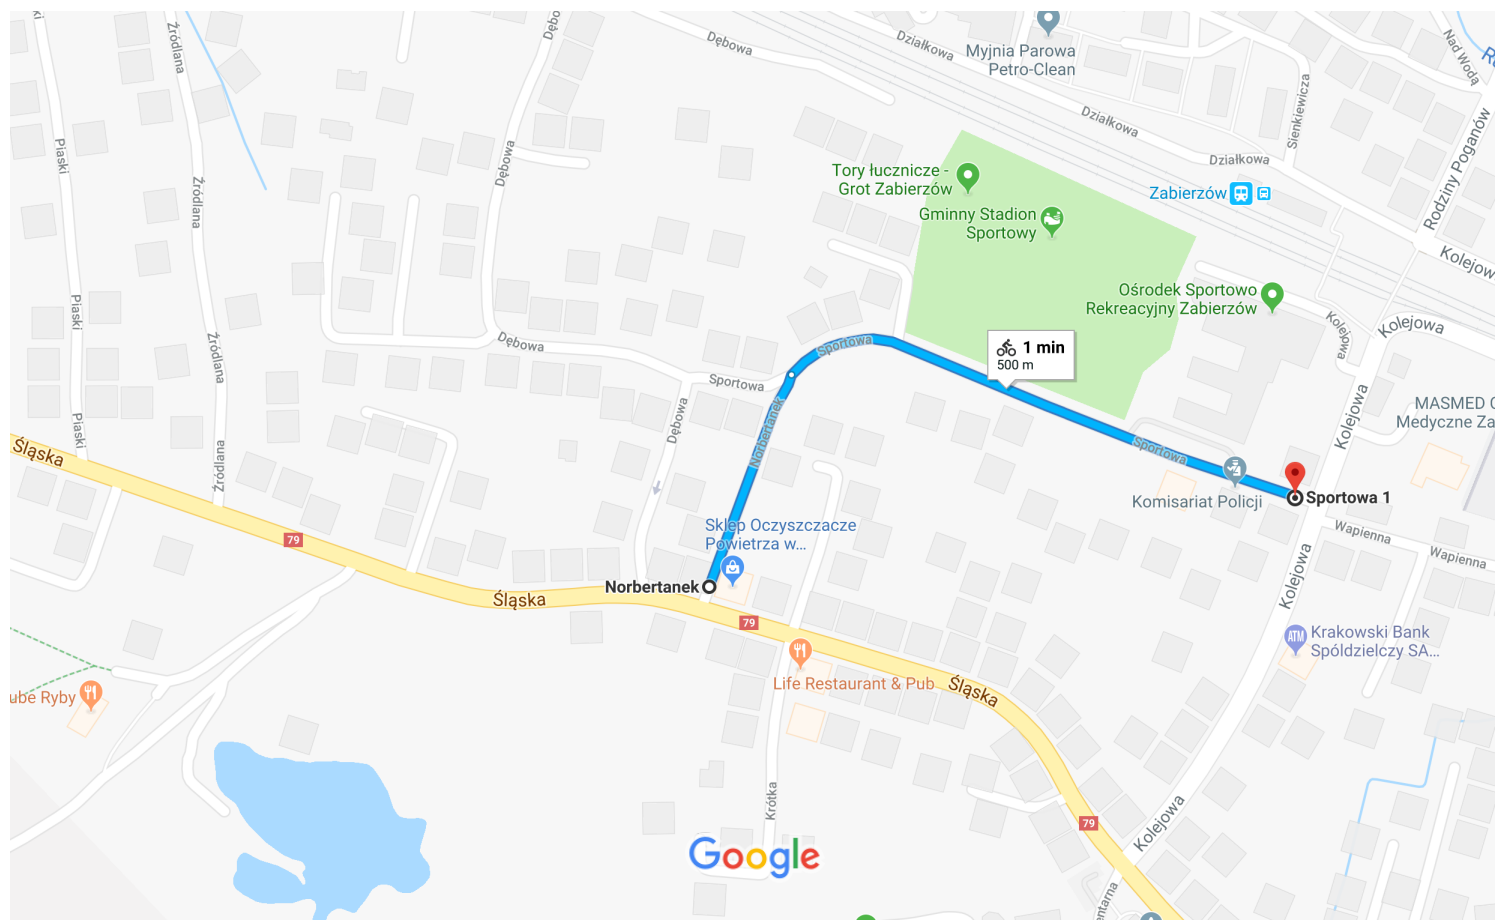 Źródlana
Dębowa
Działkowa
Myjnia Parowa
Petro-Clean
Nad Wodą
Sienkiewicza
Działkowa
Rodziny Poganów
Piaski
Dębowa
Działkowa
Tory łucznicze -
Grot Zabierzów
Zabierzów
Źródlana
Gminny Stadion
Sportowy
Kolejowa
Ośrodek Sportowo
Rekreacyjny Zabierzów
Piaski
Kolejowa
Kolejowa
Źródlana
Dębowa
Sportowa
1 min
500 m
Sportowa
Dębowa
Norbertanek
Kolejowa
MASMED
Medyczne
Piaski
Śląska
Źródlana
Sportowa
Komisariat Policji
Sportowa 1
Sklep Oczyszczacze
Powietrza w...
79
Wapienna
Wapienna
Norbertanek
Śląska
79
Kolejowa
ATM
Krakowski Bank
Spóldzielczy SA...
Life Restaurant & Pub
Śląska
ube Ryby
Krótka
79
Kolejowa
Google
entarna